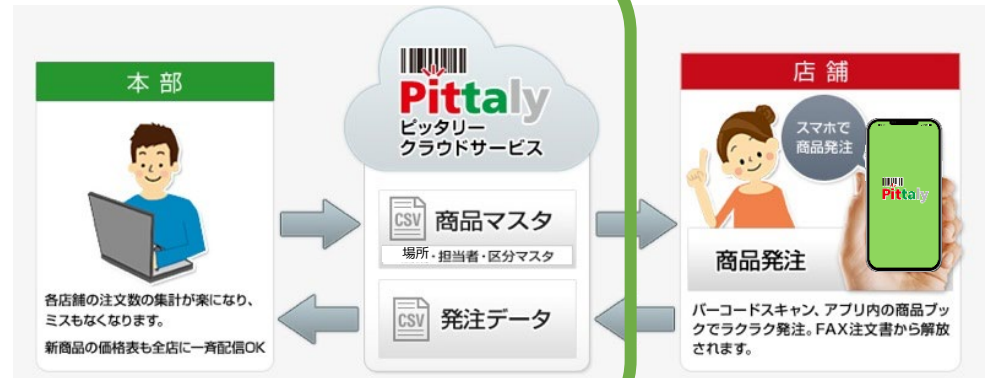 本部
各店舗の注文数の集計が楽になり、
ミスもなくなります。
新商品の価格表も全店に一斉配信OK
Pittaly
ピッタリー
クラウドサービス
CSV
商品マスタ
場所・担当者・区分マスタ
CSV
発注データ
店舗
スマホで
商品発注
Pittaly
商品発注
バーコードスキャン、アプリ内の商品ブッ
クでラクラク発注。FAX注文書から解放
されます。